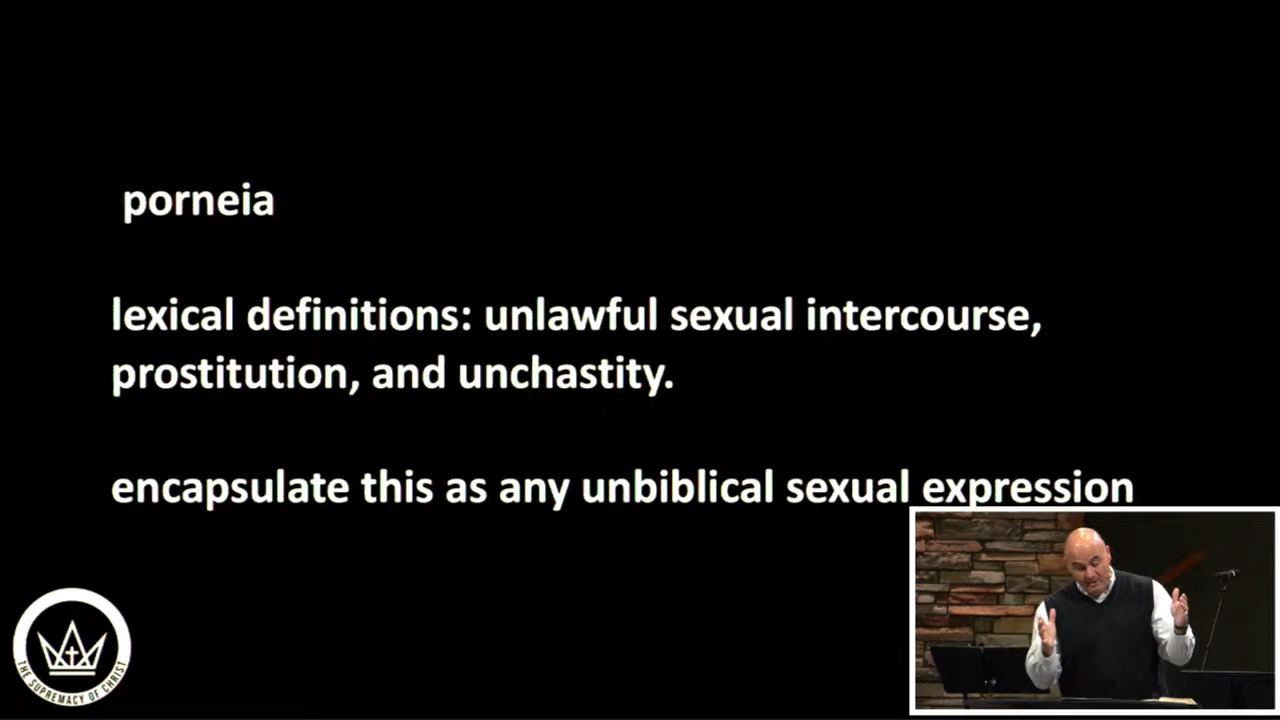 porneia
lexical definitions: unlawful sexual intercourse,
prostitution, and unchastity.
encapsulate this as any unbiblical sexual expression
THE SUPREMACY OF CHRIST